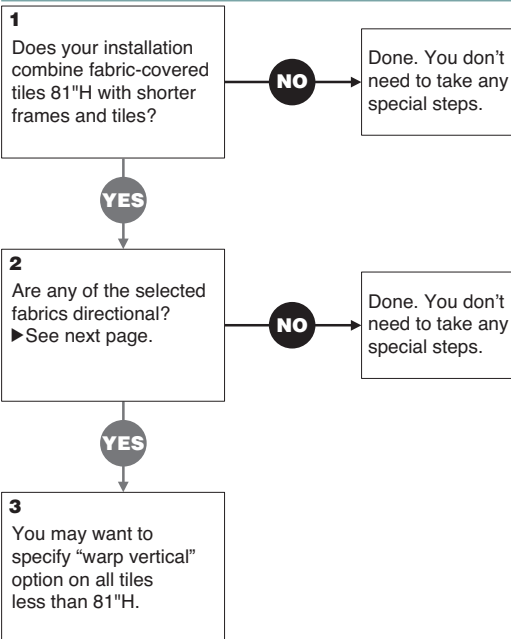 1
Does your installation
combine fabric-covered
tiles 81"H with shorter
frames and tiles?
NO
Done. You don't
need to take any
special steps.
YES
2
Are any of the selected
fabrics directional?
▶See next page.
NO
Done. You don't
need to take any
special steps.
YES
3
You may want to
specify “warp vertical”
option on all tiles
less than 81"H.